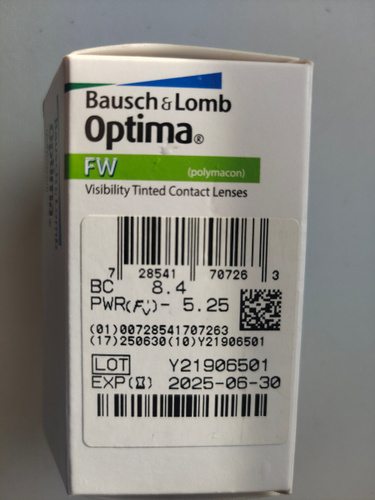 Bausch & Lomb
Optima®
FW (polymacon)
Visibility Tinted Contact Lenses
7 28541 70726 3
BC 8.4
PWR(F'v) - 5.25
(01)00728541707263
(17)250630(10)Y21906501
LOT Y21906501
EXP 2025-06-30